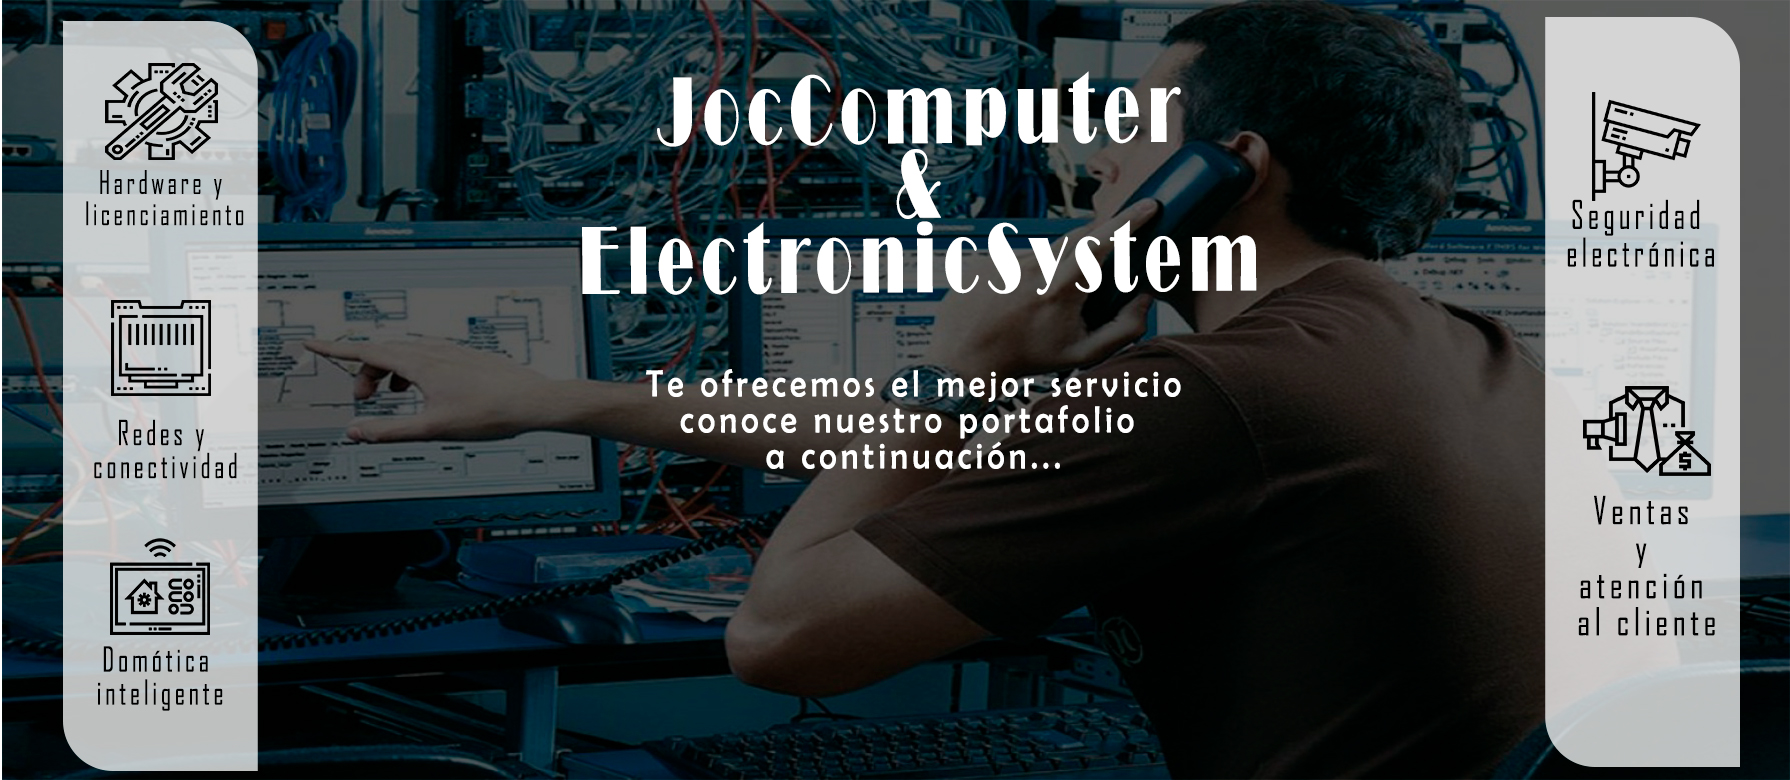 JocComputer
&
ElectronicSystem
Te ofrecemos el mejor servicio
conoce nuestro portafolio
a continuación...
Hardware y
licenciamiento
Redes y
conectividad
Domótica
inteligente
Seguridad
electrónica
$
Ventas
y
atención
al cliente
lenovo